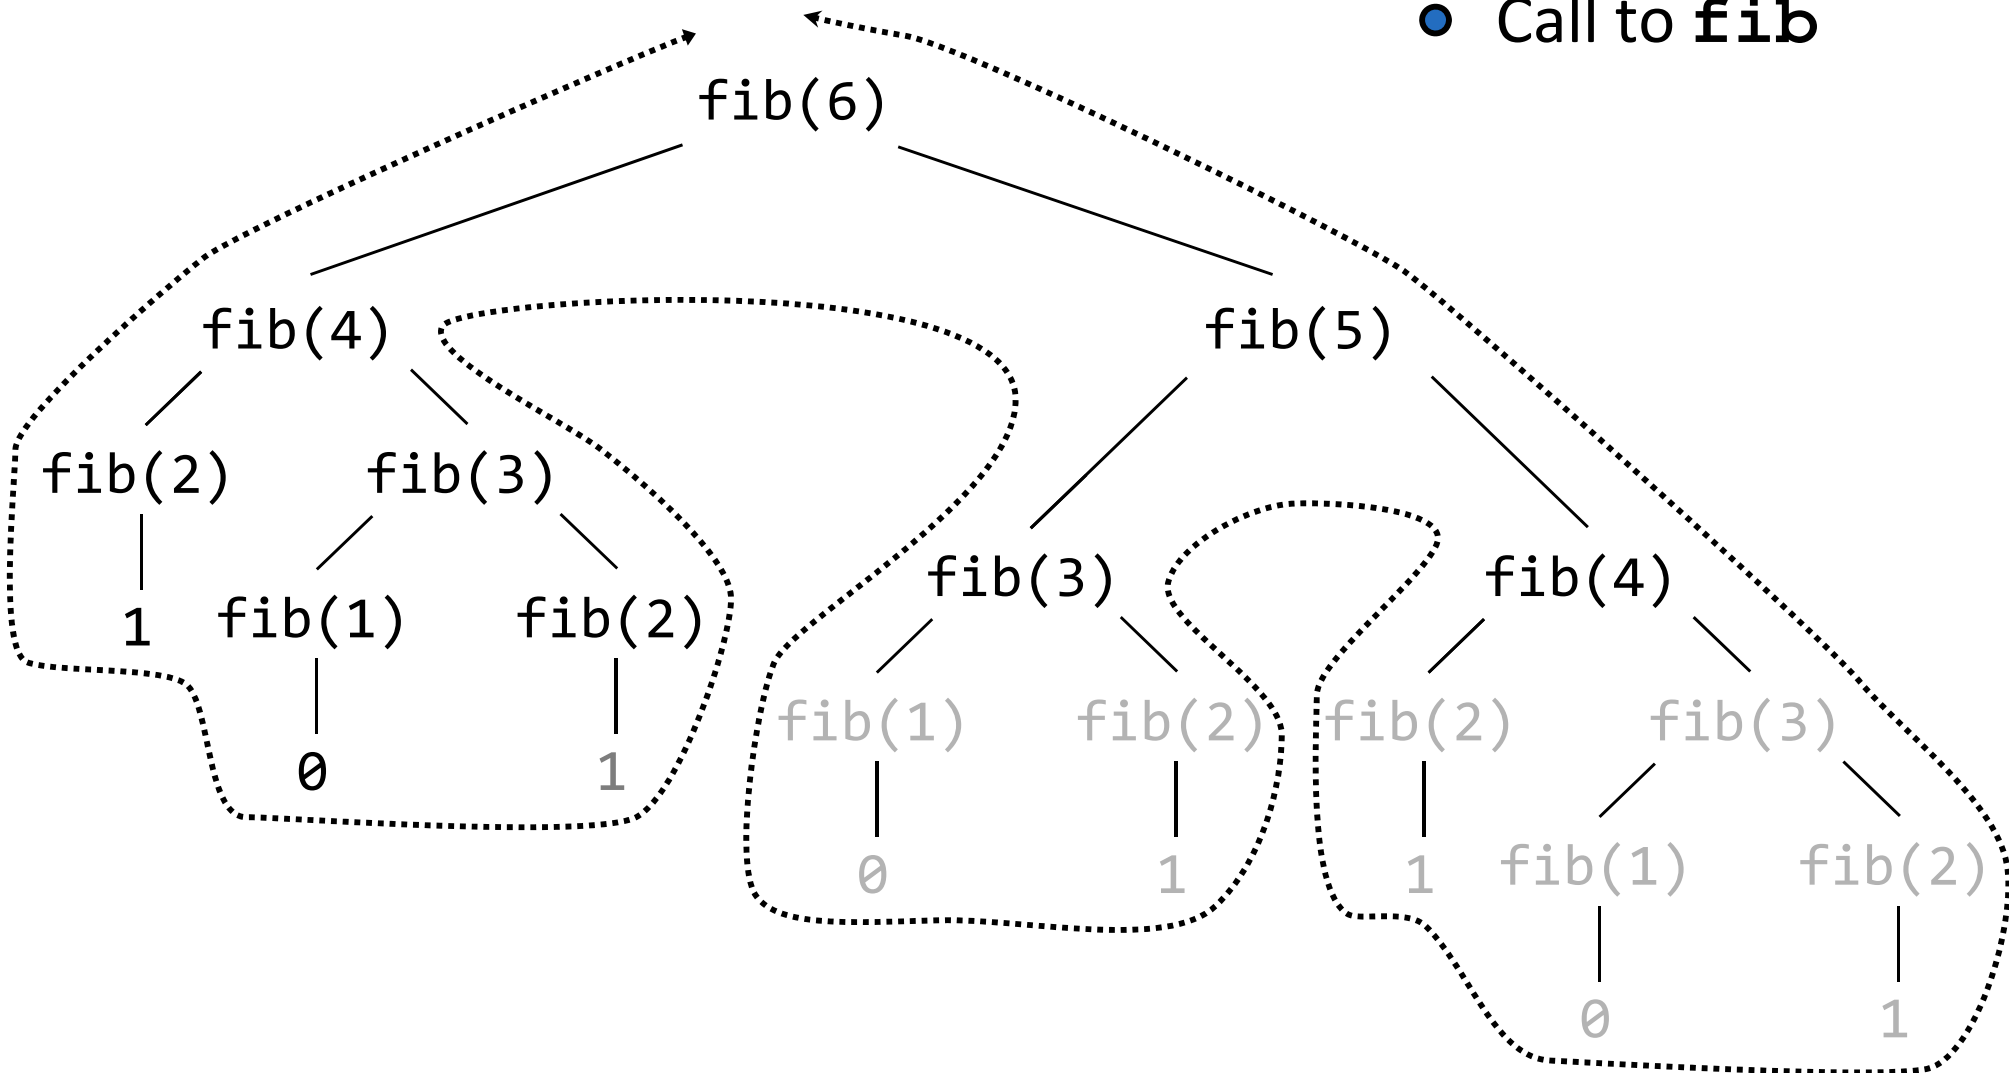 Call to fib
fib(6)
fib(4) fib(5)
fib(2) fib(3)
fib(3) fib(4)
1 fib(1) fib(2)
fib(1) fib(2) fib(2) fib(3)
0 1
0 1 1 fib(1) fib(2)
0 1